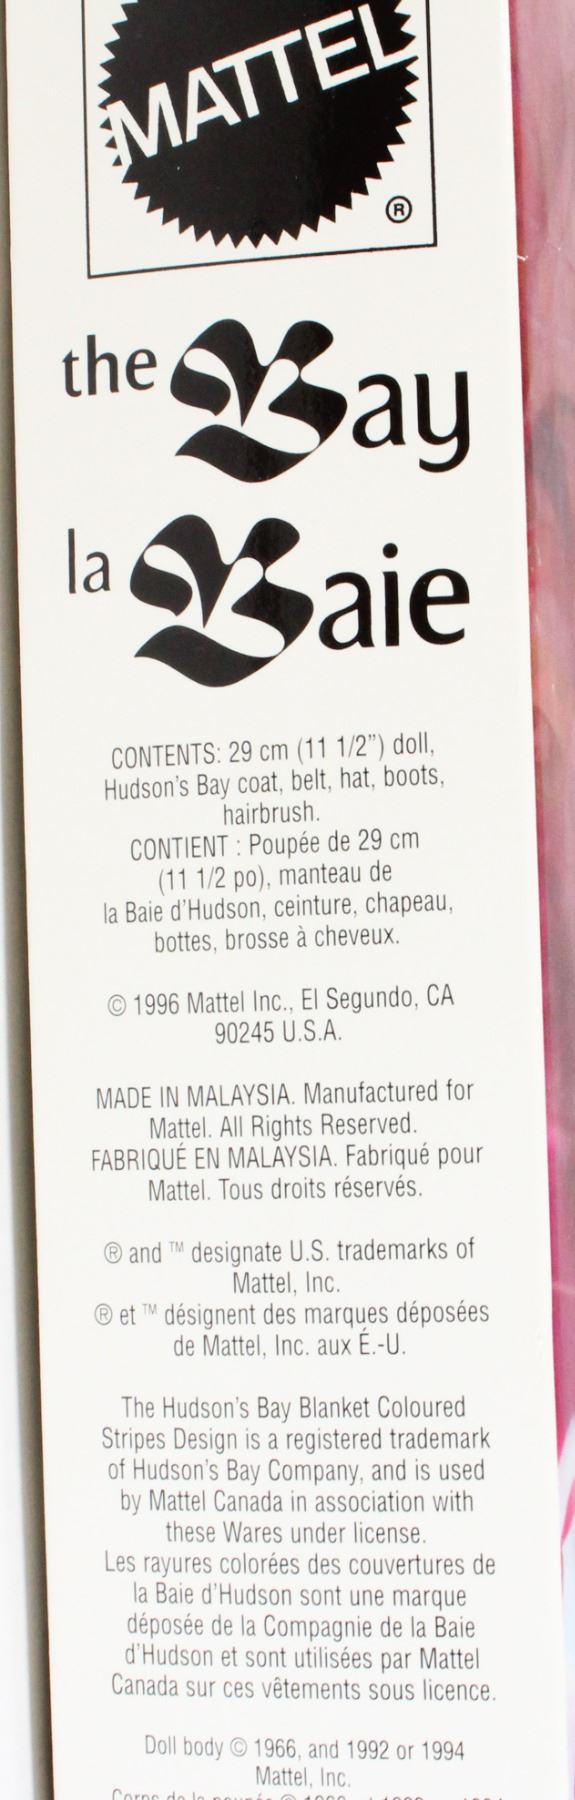 MATTEL
®
the Bay
la Baie
CONTENTS: 29 cm (11 1/2”) doll,
Hudson’s Bay coat, belt, hat, boots,
hairbrush.
CONTIENT : Poupée de 29 cm
(11 1/2 po), manteau de
la Baie d’Hudson, ceinture, chapeau,
bottes, brosse à cheveux.
© 1996 Mattel Inc., El Segundo, CA
90245 U.S.A.
MADE IN MALAYSIA. Manufactured for
Mattel. All Rights Reserved.
FABRIQUÉ EN MALAYSIA. Fabriqué pour
Mattel. Tous droits réservés.
® and ™ designate U.S. trademarks of
Mattel, Inc.
® et ™ désignent des marques déposées
de Mattel, Inc. aux É.-U.
The Hudson’s Bay Blanket Coloured
Stripes Design is a registered trademark
of Hudson’s Bay Company, and is used
by Mattel Canada in association with
these Wares under license.
Les rayures colorées des couvertures de
la Baie d’Hudson sont une marque
déposée de la Compagnie de la Baie
d’Hudson et sont utilisées par Mattel
Canada sur ces vêtements sous licence.
Doll body © 1966, and 1992 or 1994
Mattel, Inc.
Corps de la poupée ©